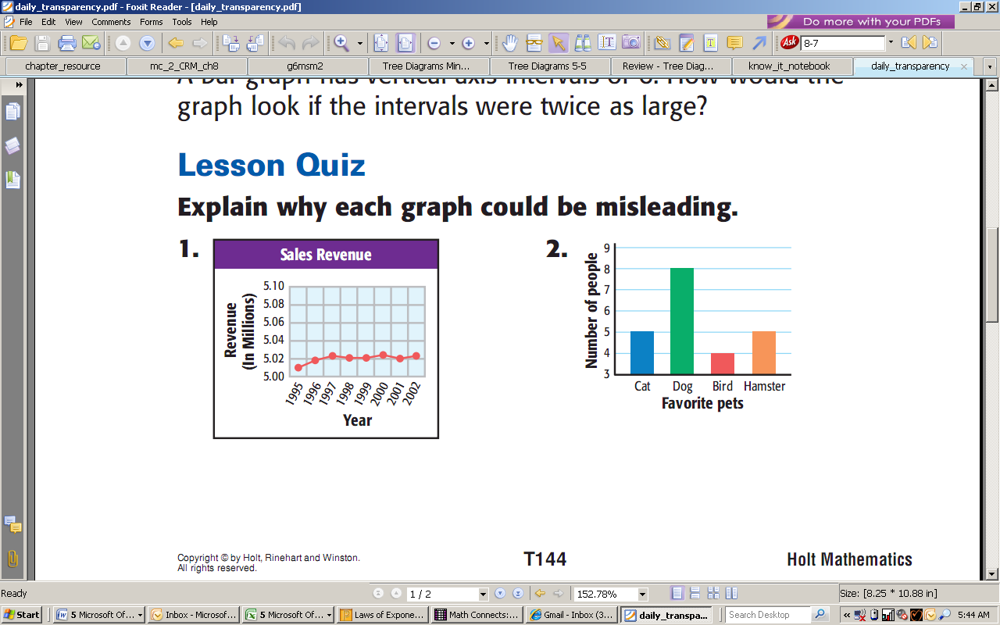 daily_transparency.pdf - Foxit Reader - [daily_transparency.pdf]
File Edit View Comments Forms Tools Help
Do more with your PDFs
Ask 8-7
chapter_resource mc_2_CRM_ch8 g6msm2 Tree Diagrams Min... Tree Diagrams 5-5 Review - Tree Diag... know_it_notebook daily_transparency
A bar graph has vertical axis intervals of 6. How would the
graph look if the intervals were twice as large?
Lesson Quiz
Explain why each graph could be misleading.
1.
Sales Revenue
Revenue
(In Millions)
5.10
5.08
5.06
5.04
5.02
5.00
1995 1996 1997 1998 1999 2000 2001 2002
Year
2.
Number of people
9
8
7
6
5
4
3
Cat Dog Bird Hamster
Favorite pets
Copyright © by Holt, Rinehart and Winston.
All rights reserved.
T144
Holt Mathematics
Ready
1 / 2
152.78%
Size: [8.25 * 10.88 in]
Start 5 Microsoft Of... Inbox - Microsof... 5 Microsoft Of... Laws of Expone... Math Connects:... Gmail - Inbox (3... daily_transpa... Search Desktop 5:44 AM